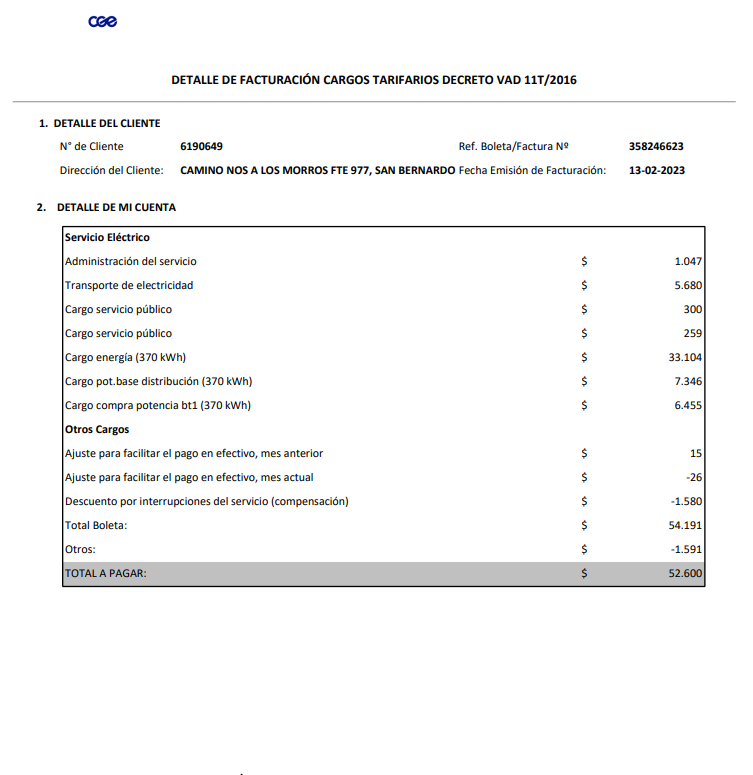 cge
DETALLE DE FACTURACIÓN CARGOS TARIFARIOS DECRETO VAD 11T/2016
1. DETALLE DEL CLIENTE
N° de Cliente 6190649 Ref. Boleta/Factura Nº 358246623
Dirección del Cliente: CAMINO NOS A LOS MORROS FTE 977, SAN BERNARDO Fecha Emisión de Facturación: 13-02-2023
2. DETALLE DE MI CUENTA
Servicio Eléctrico
Administración del servicio $ 1.047
Transporte de electricidad $ 5.680
Cargo servicio público $ 300
Cargo servicio público $ 259
Cargo energía (370 kWh) $ 33.104
Cargo pot.base distribución (370 kWh) $ 7.346
Cargo compra potencia bt1 (370 kWh) $ 6.455
Otros Cargos
Ajuste para facilitar el pago en efectivo, mes anterior $ 15
Ajuste para facilitar el pago en efectivo, mes actual $ -26
Descuento por interrupciones del servicio (compensación) $ -1.580
Total Boleta: $ 54.191
Otros: $ -1.591
TOTAL A PAGAR: $ 52.600